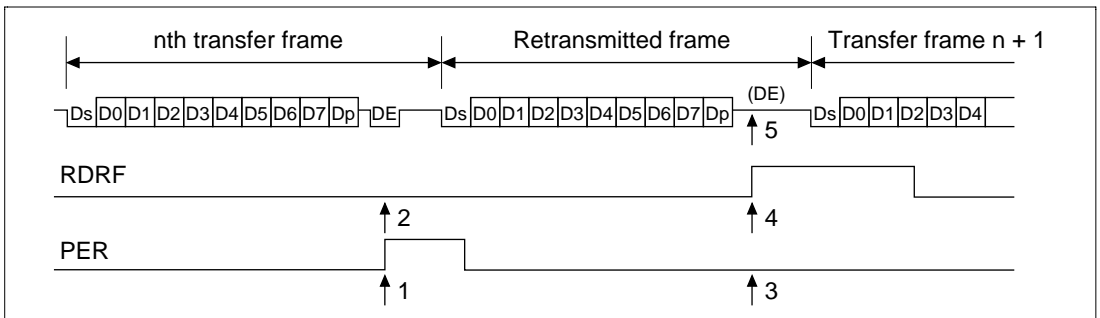 nth transfer frame Retransmitted frame Transfer frame n + 1
(DE)
Ds D0 D1 D2 D3 D4 D5 D6 D7 Dp DE Ds D0 D1 D2 D3 D4 D5 D6 D7 Dp Ds D0 D1 D2 D3 D4
5
RDRF
2 4
PER
1 3